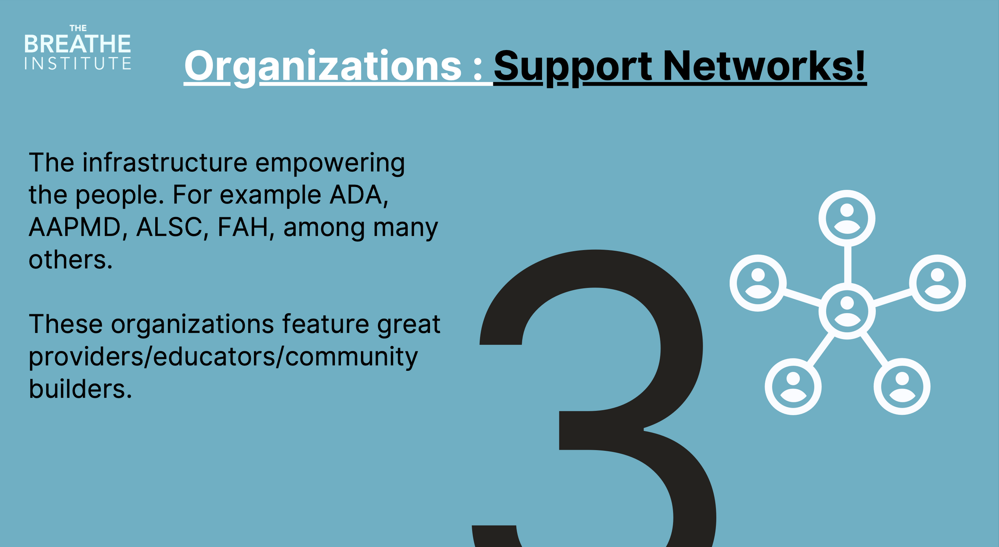 THE
BREATHE
INSTITUTE
Organizations : Support Networks!
The infrastructure empowering
the people. For example ADA,
AAPMD, ALSC, FAH, among many
others.
These organizations feature great
providers/educators/community
builders.
3